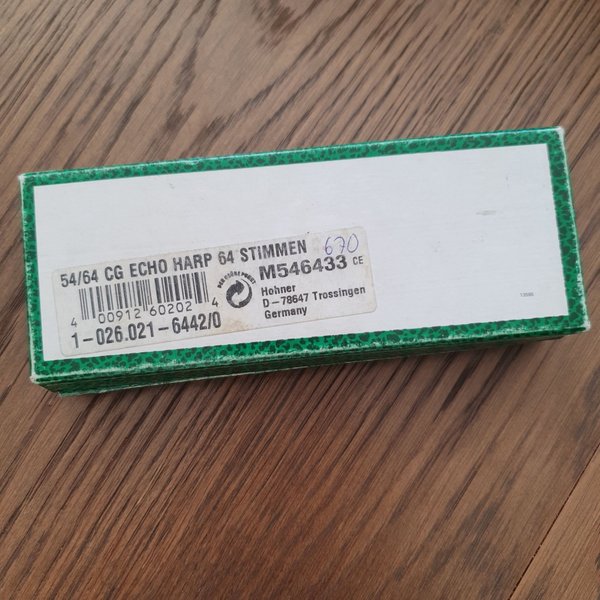 54/64 CG ECHO HARP 64 STIMMEN 670
M546433 CE
4 00912 60202 4
Hohner
D-78647 Trossingen
Germany
1-026.021-6442/0